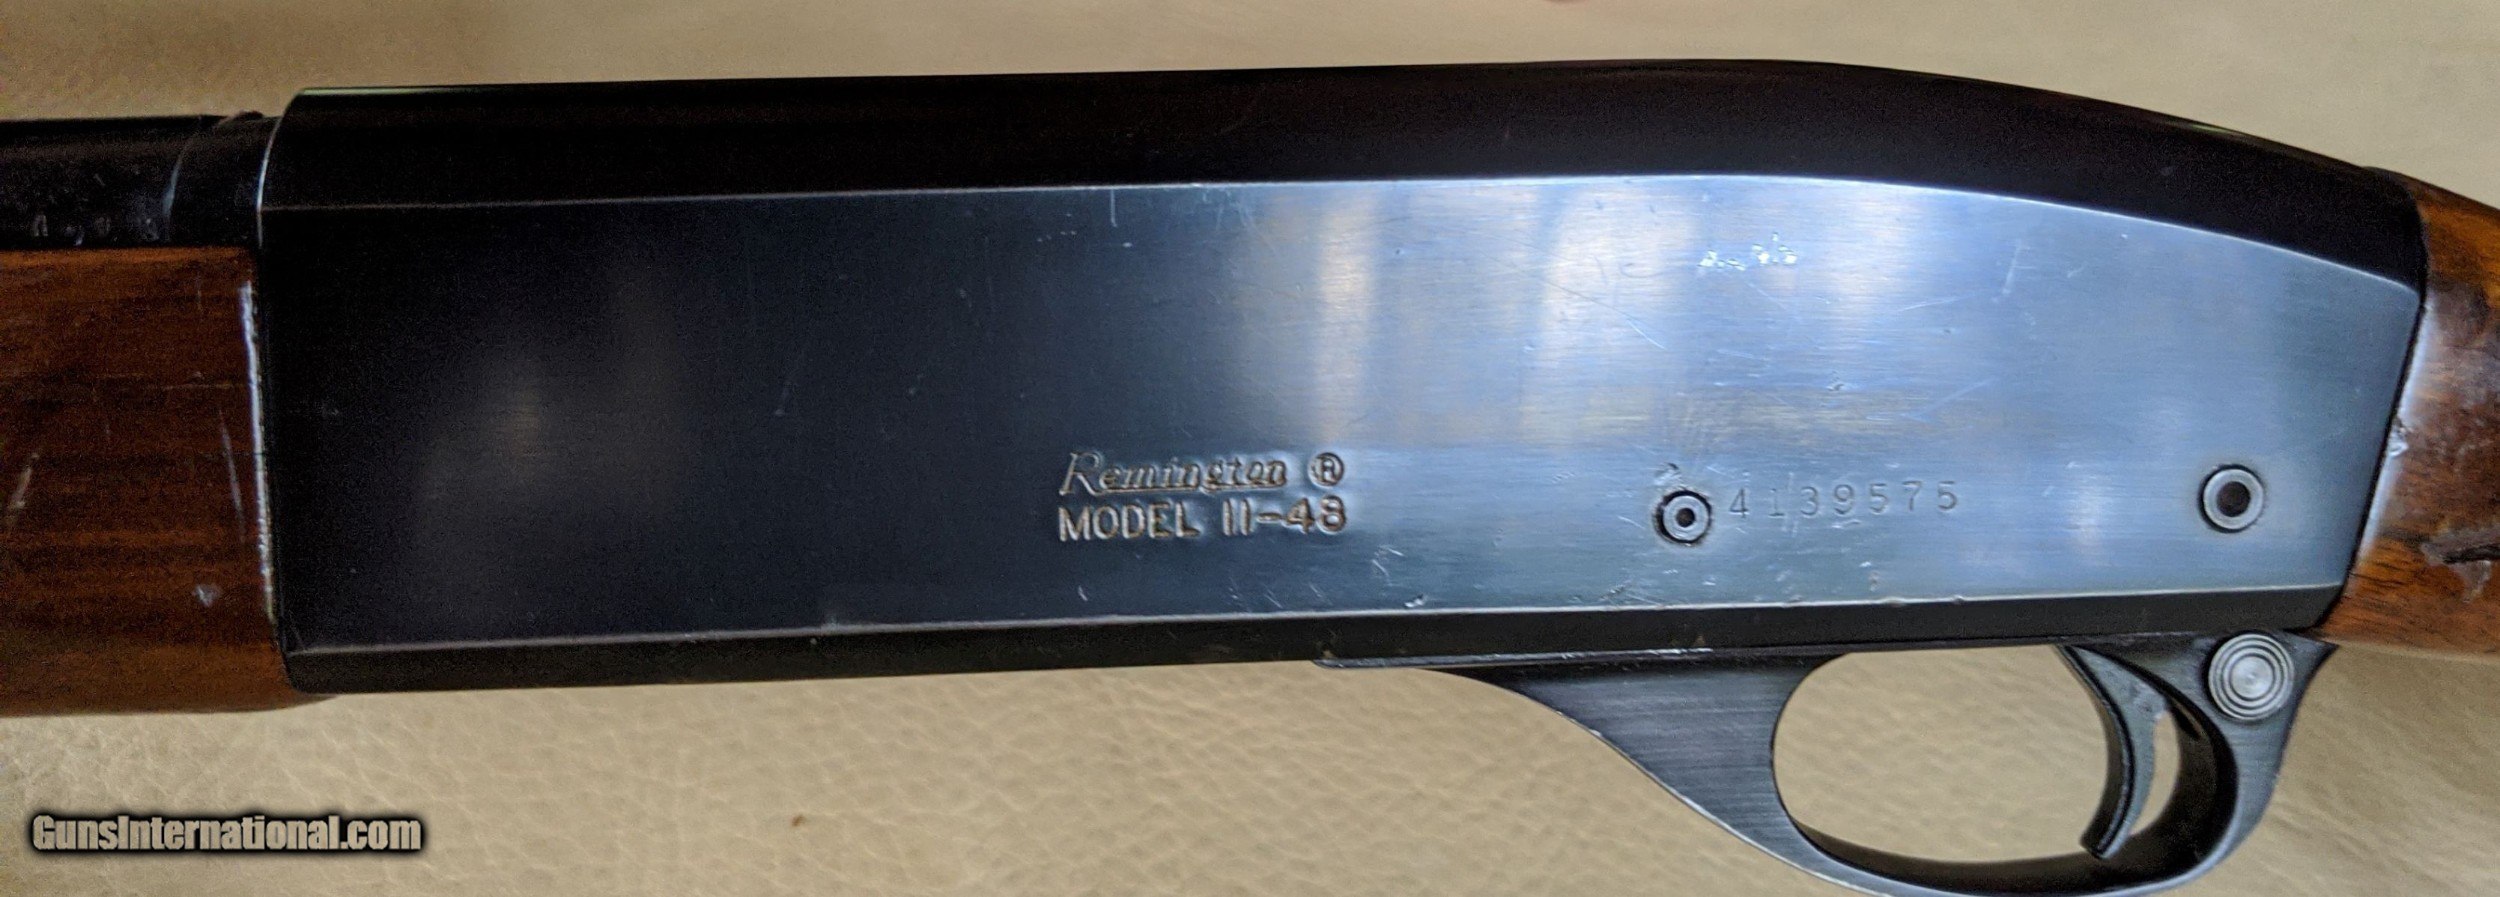 Remington ®
MODEL 11-48
4139575
GunsInternational.com